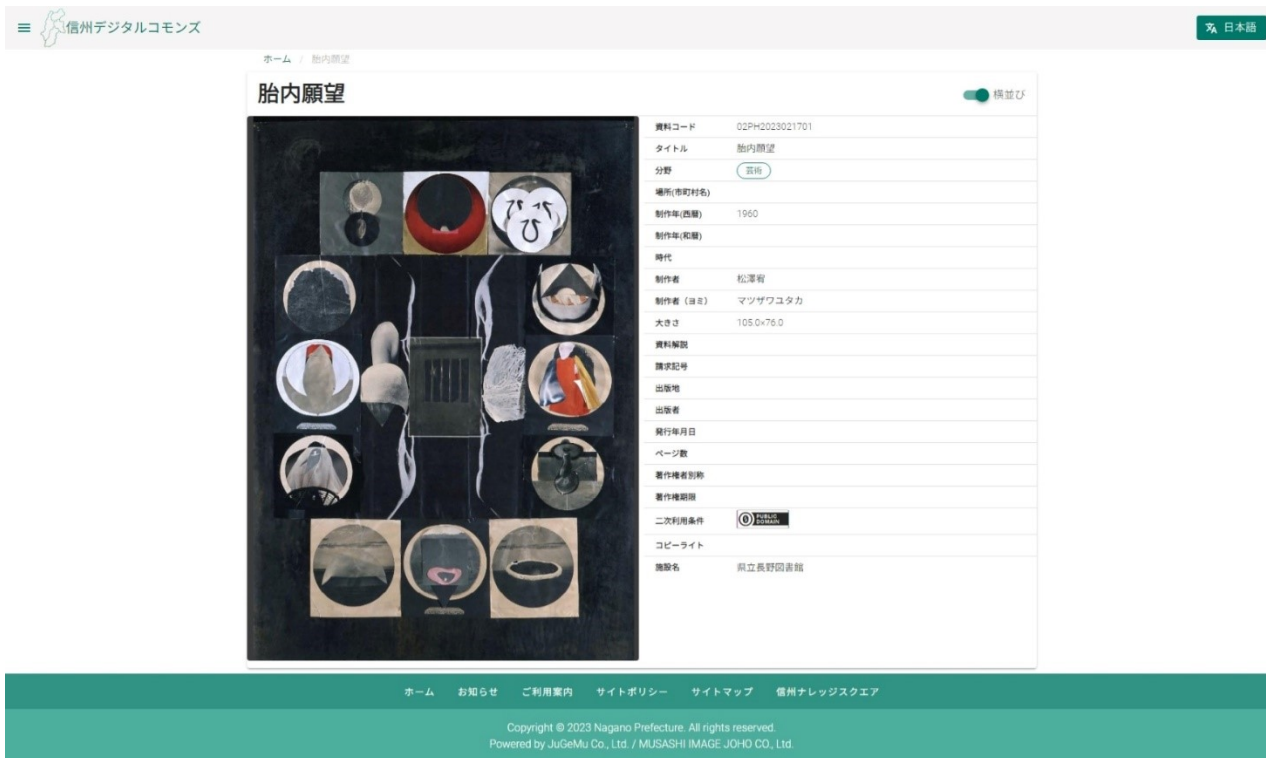 信州デジタルコモンズ
日本語
ホーム / 胎内願望
胎内願望
横並び
資料コード 02PH2023021701
タイトル 胎内願望
分野 芸術
場所(市町村名)
制作年(西暦) 1960
制作年(和暦)
時代
制作者 松澤宥
制作者（ヨミ） マツザワユタカ
大きさ 105.0×76.0
資料解説
請求記号
出版地
出版者
発行年月日
ページ数
著作権者別称
著作権期限
二次利用条件 PUBLIC DOMAIN
コピーライト
施設名 県立長野図書館
ひ ひ ひ
ホーム お知らせ ご利用案内 サイトポリシー サイトマップ 信州ナレッジスクエア
Copyright © 2023 Nagano Prefecture. All rights reserved.
Powered by JuGeMu Co., Ltd. / MUSASHI IMAGE JOHO CO., Ltd.